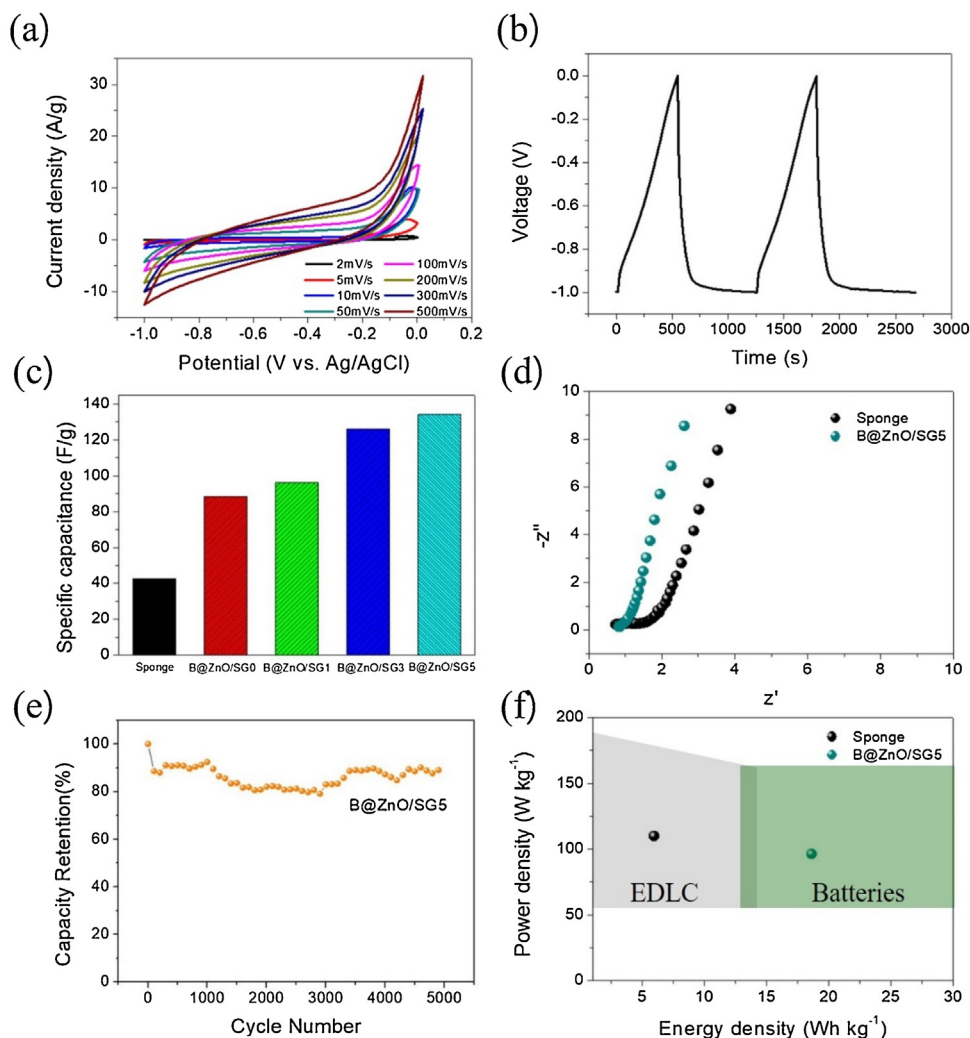 (a)
30
20
10
0
-10
Current density (A/g)
2mV/s 100mV/s
5mV/s 200mV/s
10mV/s 300mV/s
50mV/s 500mV/s
-1.0 -0.8 -0.6 -0.4 -0.2 0.0 0.2
Potential (V vs. Ag/AgCl)
(b)
0.0
-0.2
-0.4
-0.6
-0.8
-1.0
Voltage (V)
0 500 1000 1500 2000 2500 3000
Time (s)
(c)
140
120
100
80
60
40
20
0
Specific capacitance (F/g)
Sponge B@ZnO/SG0 B@ZnO/SG1 B@ZnO/SG3 B@ZnO/SG5
(d)
10
8
6
4
2
0
-Z''
Sponge
B@ZnO/SG5
0 2 4 6 8 10
z'
(e)
100
80
60
40
20
0
Capacity Retention(%)
B@ZnO/SG5
0 1000 2000 3000 4000 5000
Cycle Number
(f)
200
150
100
50
0
Power density (W kg-1)
Sponge
B@ZnO/SG5
EDLC Batteries
5 10 15 20 25 30
Energy density (Wh kg-1)